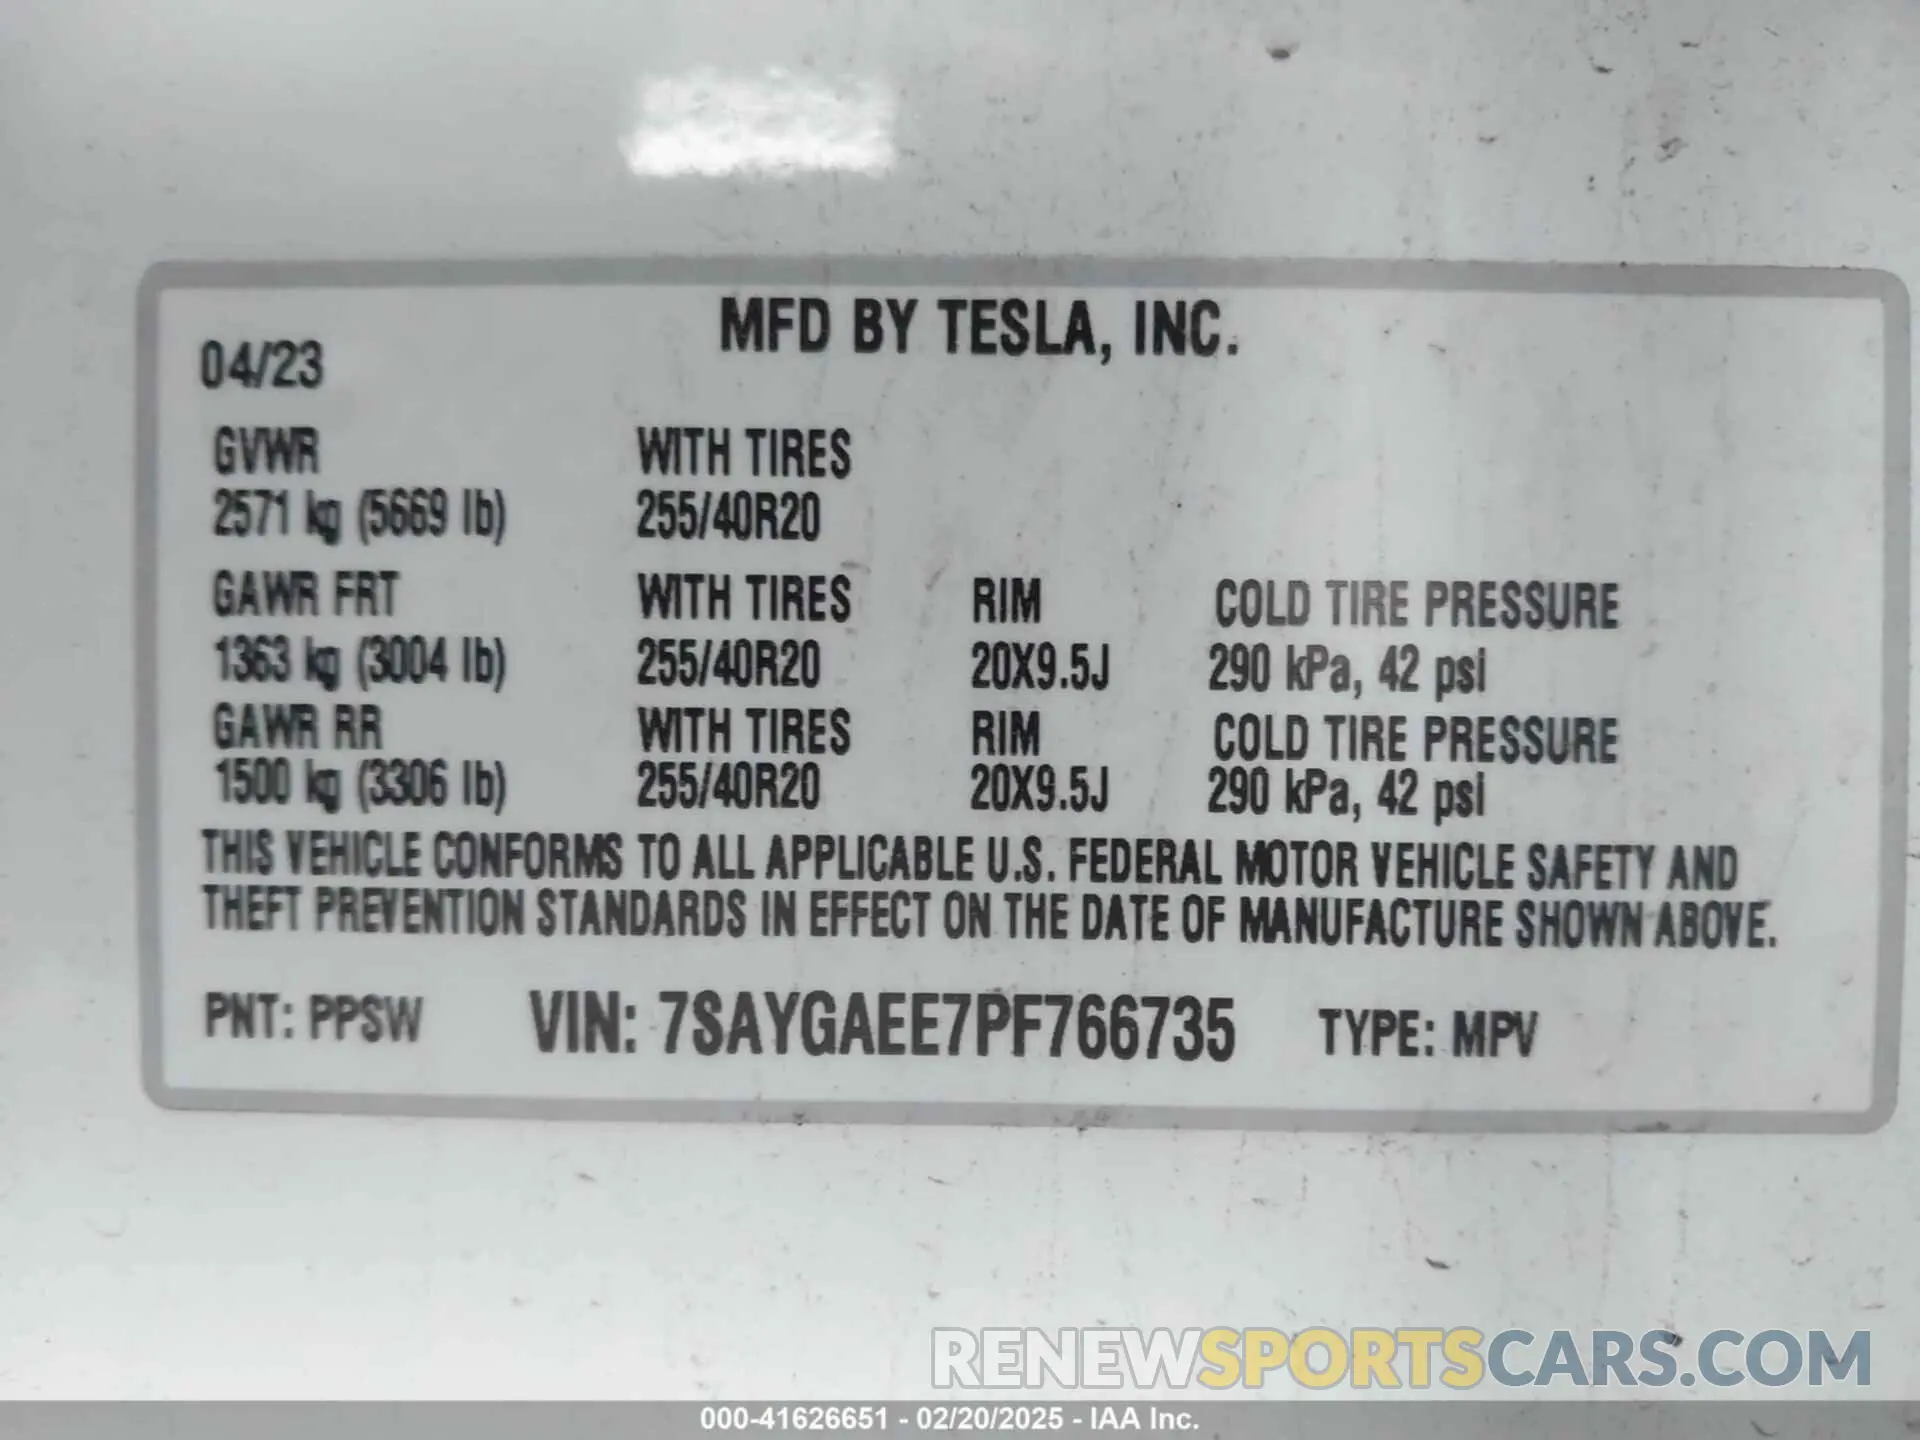 MFD BY TESLA, INC.
04/23
GVWR WITH TIRES
2571 kg (5669 lb) 255/40R20
GAWR FRT WITH TIRES RIM COLD TIRE PRESSURE
1363 kg (3004 lb) 255/40R20 20X9.5J 290 kPa, 42 psi
GAWR RR WITH TIRES RIM COLD TIRE PRESSURE
1500 kg (3306 lb) 255/40R20 20X9.5J 290 kPa, 42 psi
THIS VEHICLE CONFORMS TO ALL APPLICABLE U.S. FEDERAL MOTOR VEHICLE SAFETY AND
THEFT PREVENTION STANDARDS IN EFFECT ON THE DATE OF MANUFACTURE SHOWN ABOVE.
PNT: PPSW VIN: 7SAYGAEE7PF766735 TYPE: MPV
RENEWSPORTSCARS.COM
000-41626651 - 02/20/2025 - IAA Inc.